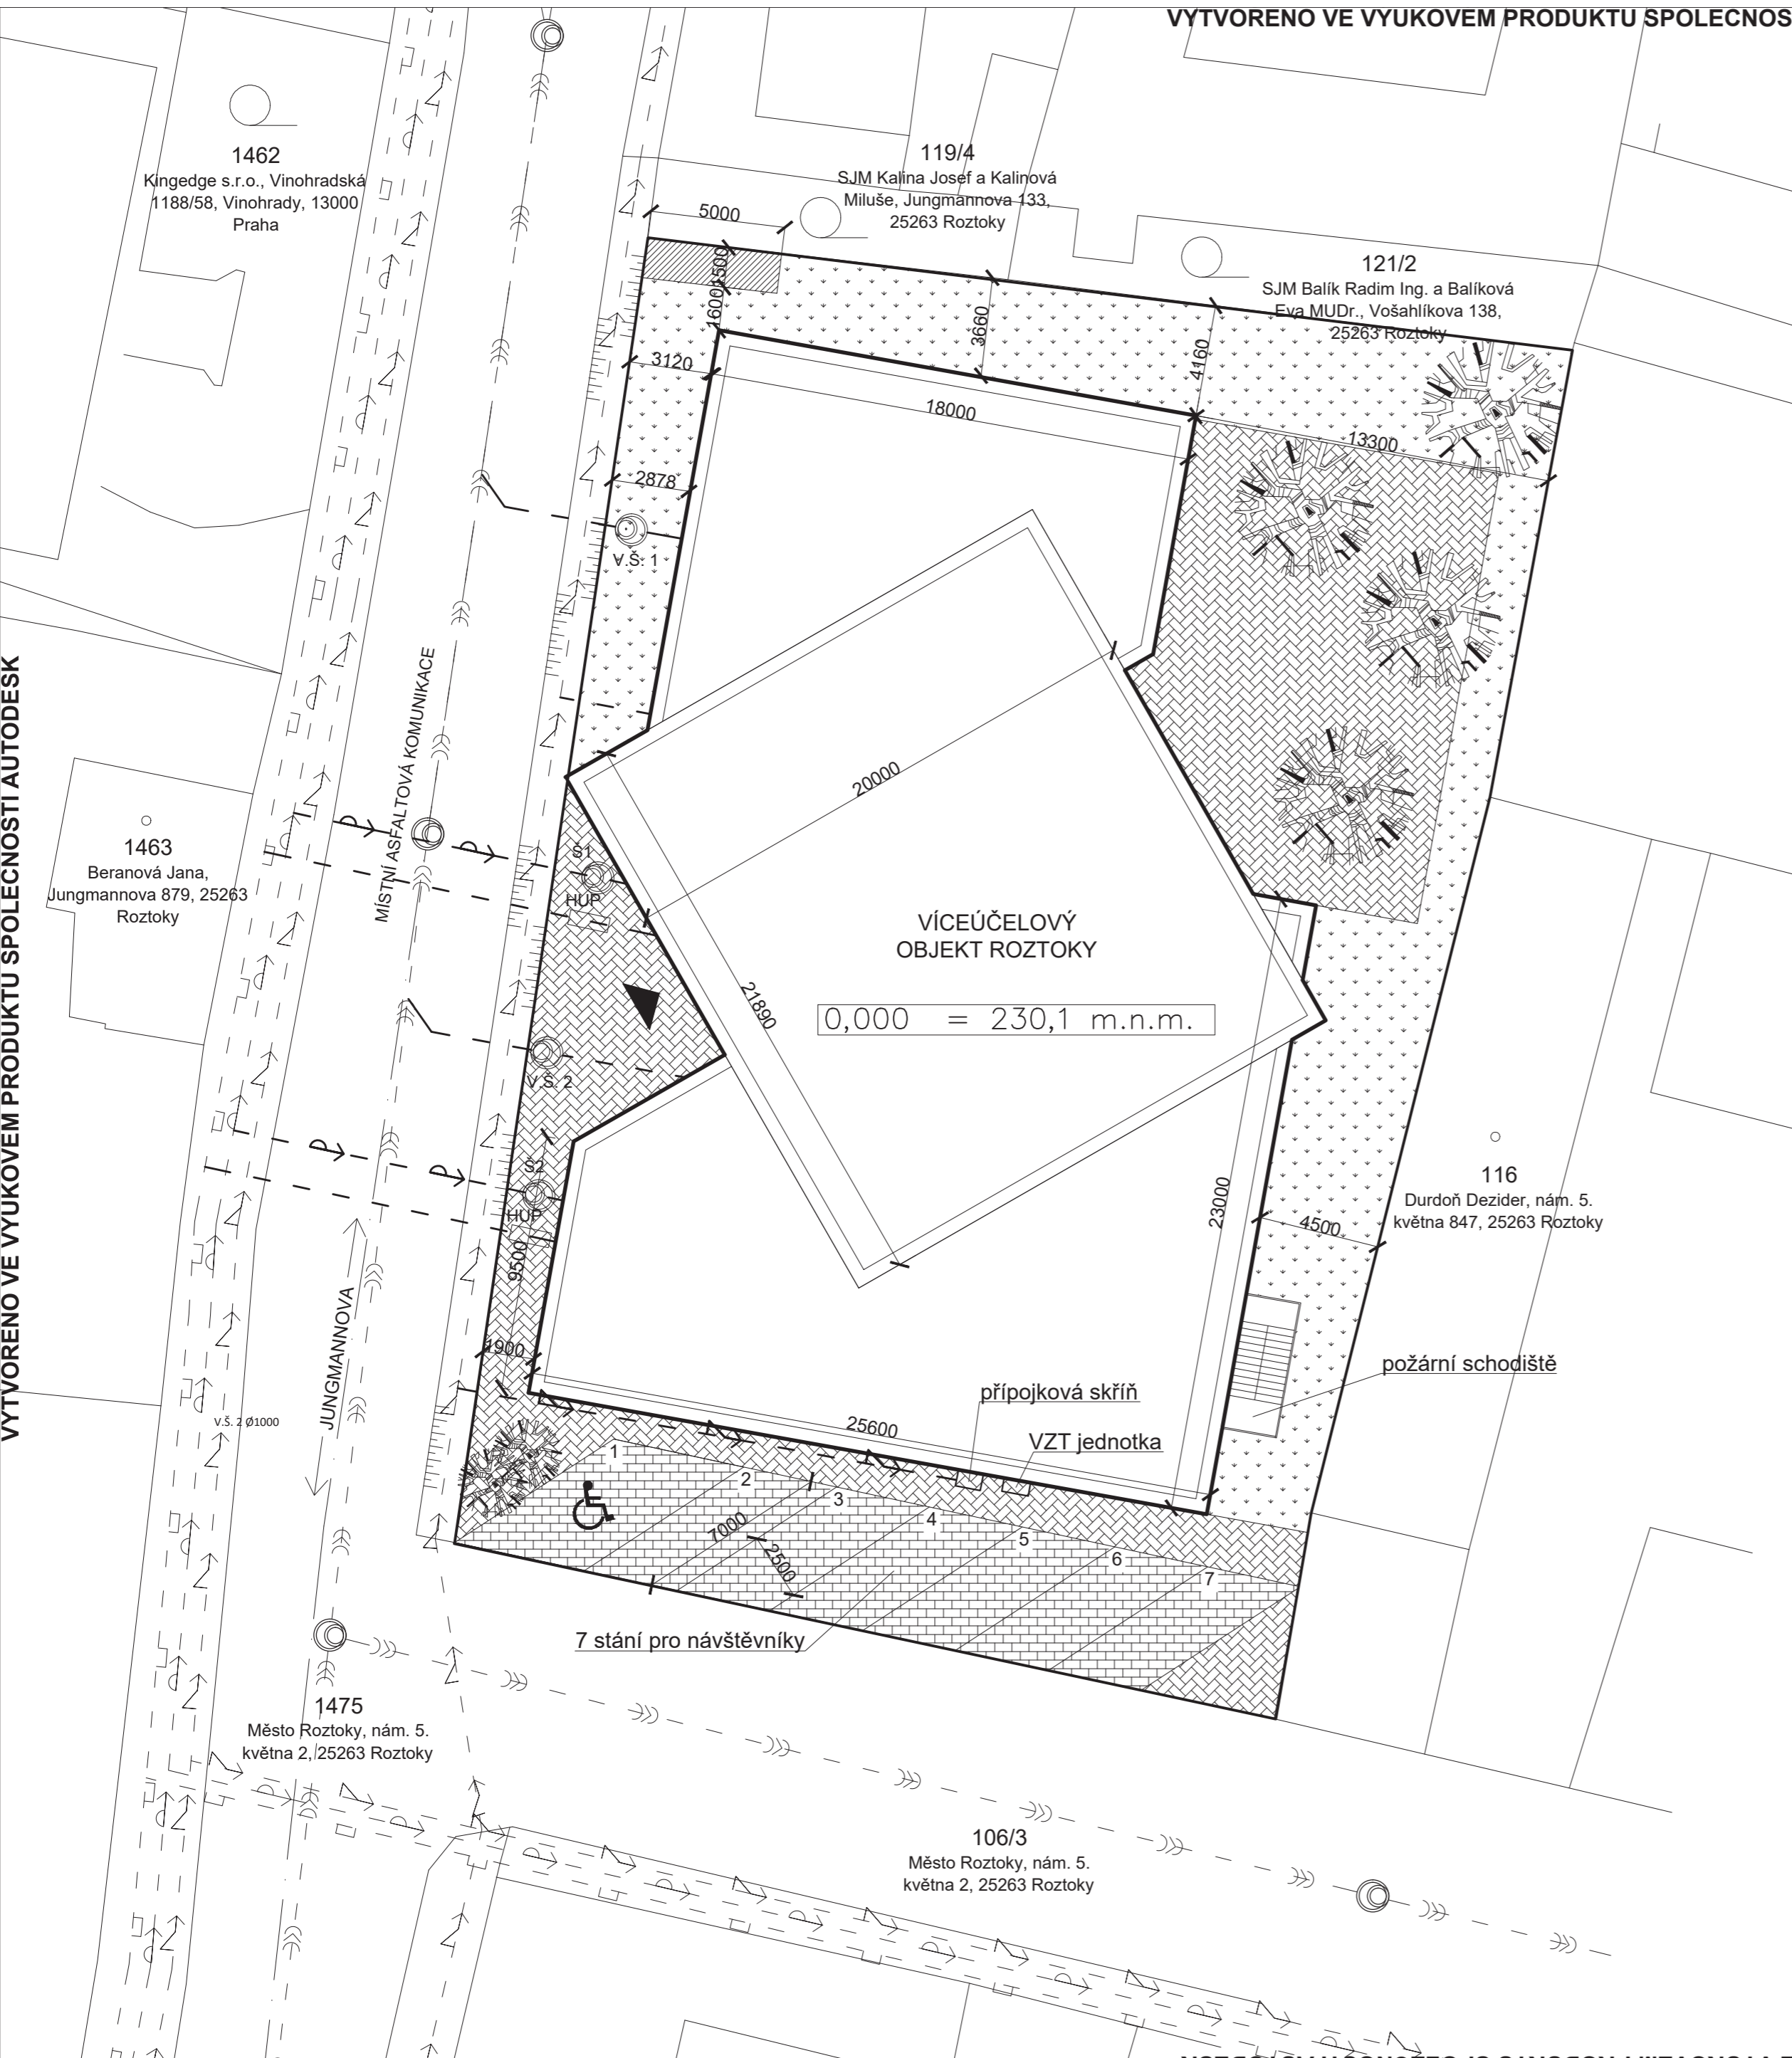 VYTVOŘENO VE VÝUKOVÉM PRODUKTU SPOLEČNOS
1462
Kingedge s.r.o., Vinohradská
1188/58, Vinohrady, 13000
Praha
119/4
SJM Kalina Josef a Kalinová
Miluše, Jungmannova 133,
25263 Roztoky
121/2
SJM Balík Radim Ing. a Balíková
Eva MUDr., Vošahlíkova 138,
25263 Roztoky
5000
1500
1600
3660
4160
3120
18000
13300
2878
V.Š. 1
VYTVOŘENO VE VÝUKOVÉM PRODUKTU SPOLEČNOSTI AUTODESK
MÍSTNÍ ASFALTOVÁ KOMUNIKACE
20000
1463
Beranová Jana,
Jungmannova 879, 25263
Roztoky
Š1
HUP
VÍCEÚČELOVÝ
OBJEKT ROZTOKY
0,000 = 230,1 m.n.m.
21890
V.Š. 2
Š2
HUP
9500
23000
116
Durdoň Dezider, nám. 5.
května 847, 25263 Roztoky
4500
JUNGMANNOVA
1900
požární schodiště
přípojková skříň
VZT jednotka
V.Š. 2 Ø1000
25600
1
2
3
4
5
6
7
7000
2500
7 stání pro návštěvníky
1475
Město Roztoky, nám. 5.
května 2, 25263 Roztoky
106/3
Město Roztoky, nám. 5.
května 2, 25263 Roztoky